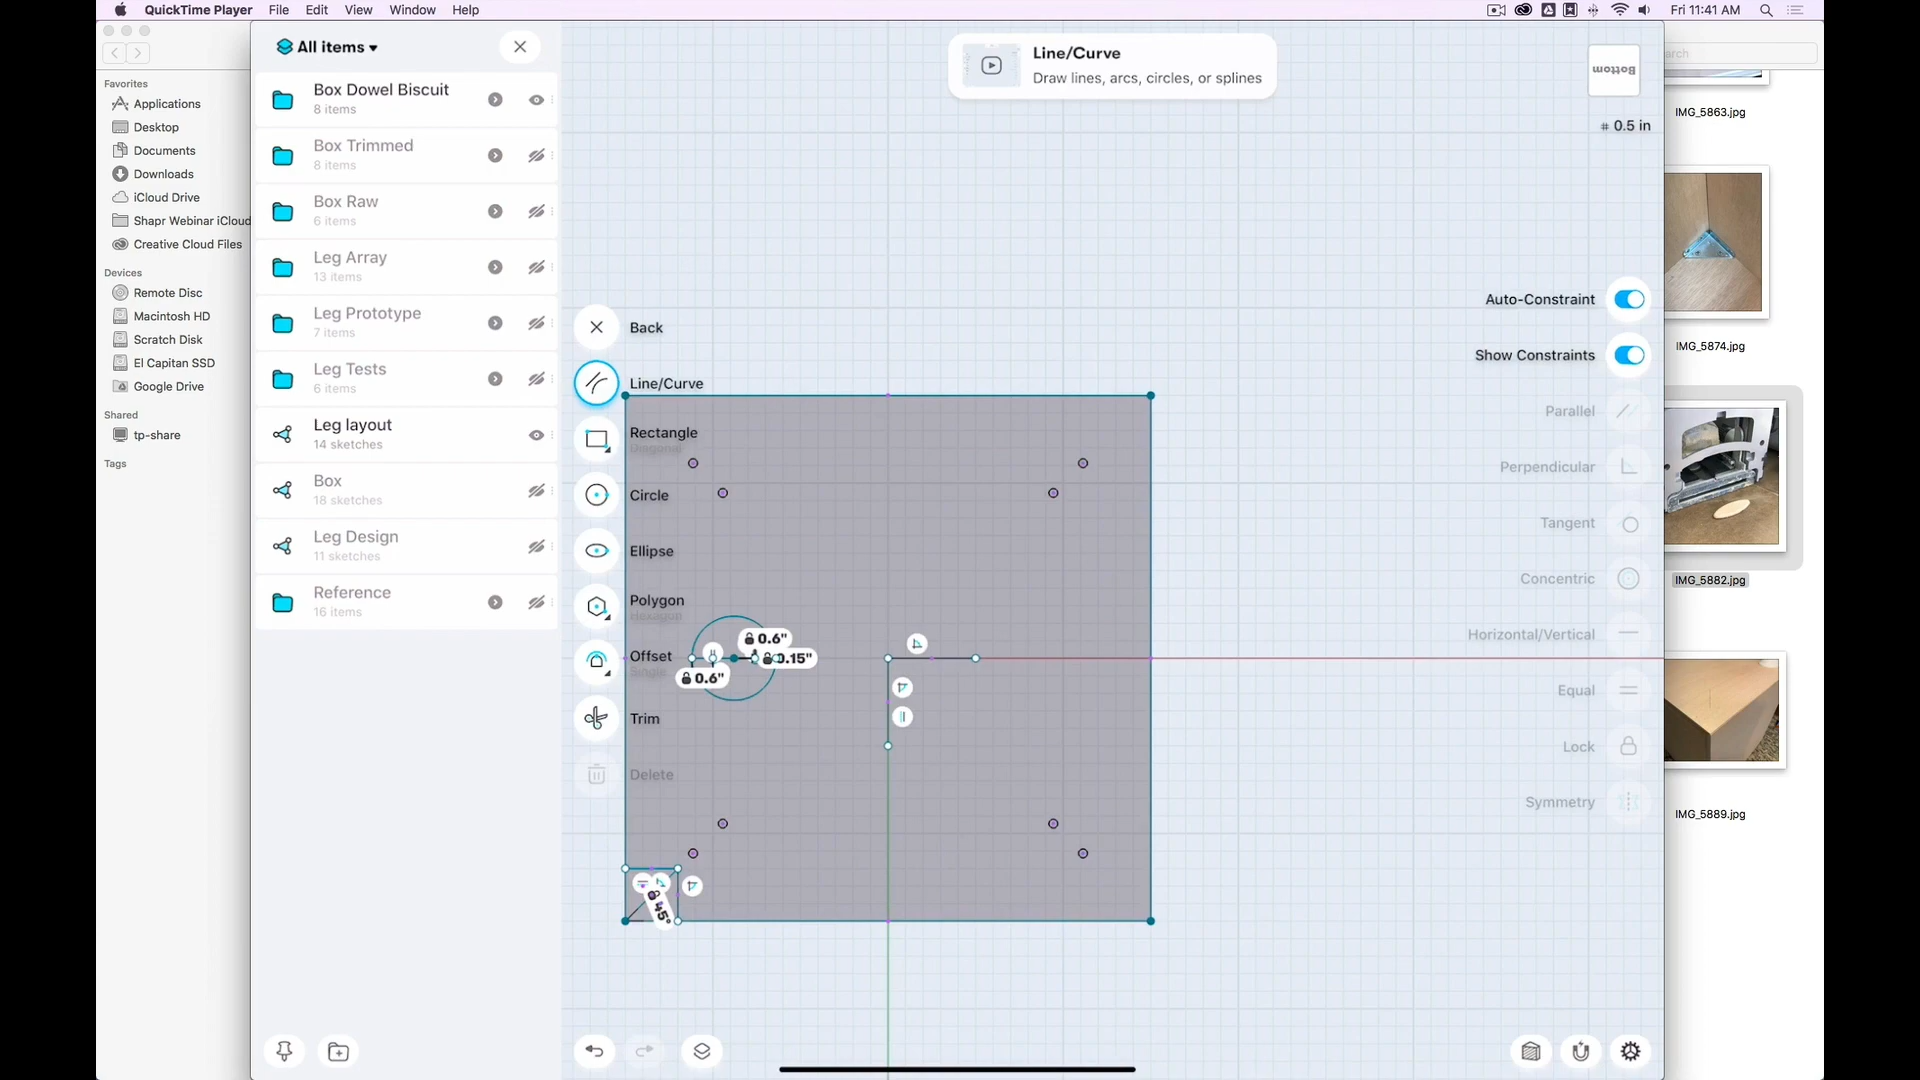 QuickTime Player File Edit View Window Help
Fri 11:41 AM
Favorites
Applications
Desktop
Documents
Downloads
iCloud Drive
Shapr Webinar iCloud
Creative Cloud Files
Devices
Remote Disc
Macintosh HD
Scratch Disk
El Capitan SSD
Google Drive
Shared
tp-share
Tags
All items
Box Dowel Biscuit
8 items
Box Trimmed
8 items
Box Raw
6 items
Leg Array
13 items
Leg Prototype
7 items
Leg Tests
6 items
Leg layout
14 sketches
Box
18 sketches
Leg Design
11 sketches
Reference
16 items
Line/Curve
Draw lines, arcs, circles, or splines
Bottom
# 0.5 in
Back
Line/Curve
Rectangle
Diagonal
Circle
Ellipse
Polygon
Hexagon
Offset
Single
Trim
Delete
0.6"
0.15"
0.6"
45°
Auto-Constraint
Show Constraints
Parallel
Perpendicular
Tangent
Concentric
Horizontal/Vertical
Equal
Lock
Symmetry
IMG_5863.jpg
IMG_5874.jpg
IMG_5882.jpg
IMG_5889.jpg